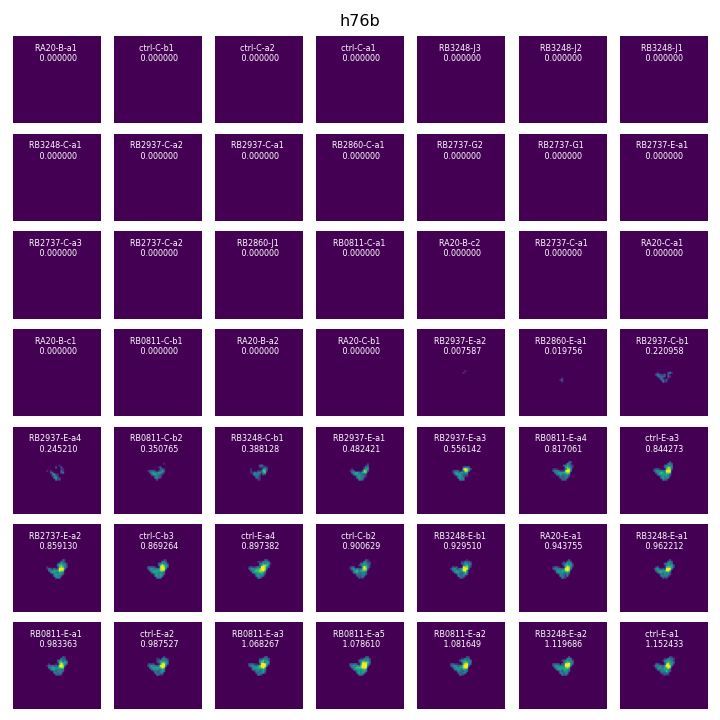 h76b
RA20-B-a1 ctrl-C-b1 ctrl-C-a2 ctrl-C-a1 RB3248-J3 RB3248-J2 RB3248-J1
0.000000 0.000000 0.000000 0.000000 0.000000 0.000000 0.000000
RB3248-C-a1 RB2937-C-a2 RB2937-C-a1 RB2860-C-a1 RB2737-G2 RB2737-G1 RB2737-E-a1
0.000000 0.000000 0.000000 0.000000 0.000000 0.000000 0.000000
RB2737-C-a3 RB2737-C-a2 RB2860-J1 RB0811-C-a1 RA20-B-c2 RB2737-C-a1 RA20-C-a1
0.000000 0.000000 0.000000 0.000000 0.000000 0.000000 0.000000
RA20-B-c1 RB0811-C-b1 RA20-B-a2 RA20-C-b1 RB2937-E-a2 RB2860-E-a1 RB2937-C-b1
0.000000 0.000000 0.000000 0.000000 0.007587 0.019756 0.220958
RB2937-E-a4 RB0811-C-b2 RB3248-C-b1 RB2937-E-a1 RB2937-E-a3 RB0811-E-a4 ctrl-E-a3
0.245210 0.350765 0.388128 0.482421 0.556142 0.817061 0.844273
RB2737-E-a2 ctrl-C-b3 ctrl-E-a4 ctrl-C-b2 RB3248-E-b1 RA20-E-a1 RB3248-E-a1
0.859130 0.869264 0.897382 0.900629 0.929510 0.943755 0.962212
RB0811-E-a1 ctrl-E-a2 RB0811-E-a3 RB0811-E-a5 RB0811-E-a2 RB3248-E-a2 ctrl-E-a1
0.983363 0.987527 1.068267 1.078610 1.081649 1.119686 1.152433